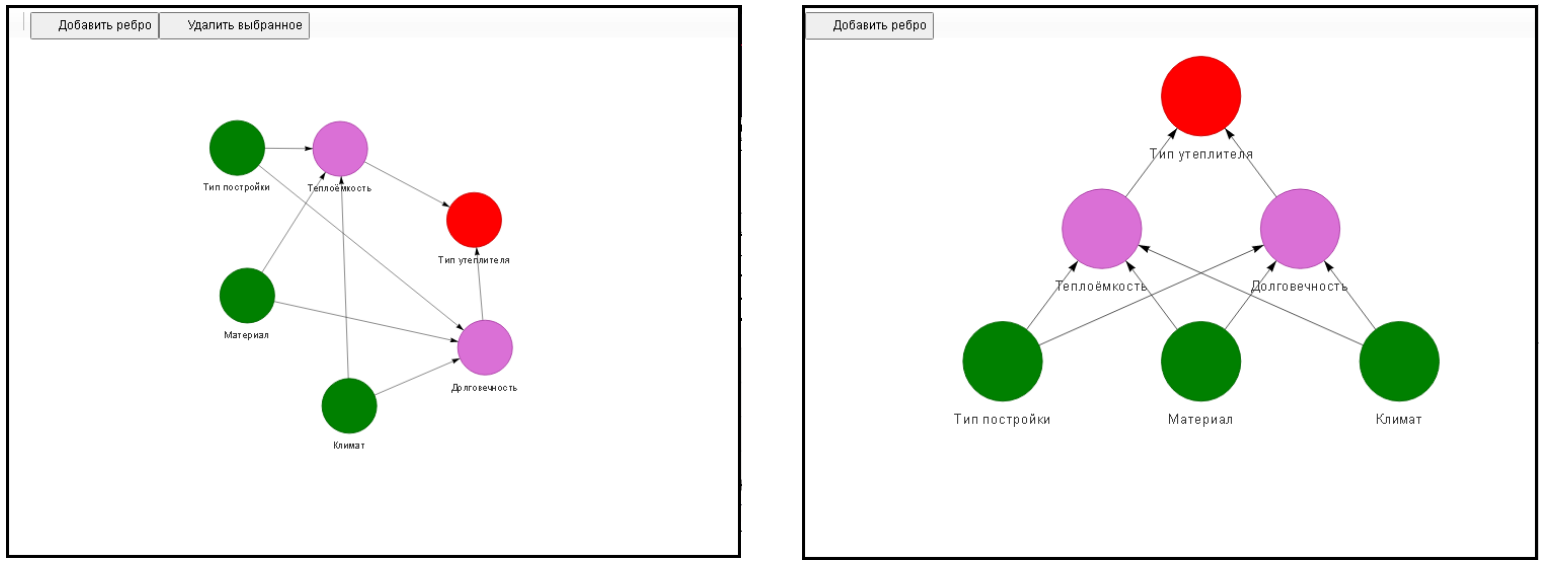 Добавить ребро
Удалить выбранное
Тип постройки
Теплоёмкость
Тип утеплителя
Материал
Долговечность
Климат
Добавить ребро
Тип утеплителя
Теплоёмкость
Долговечность
Тип постройки
Материал
Климат